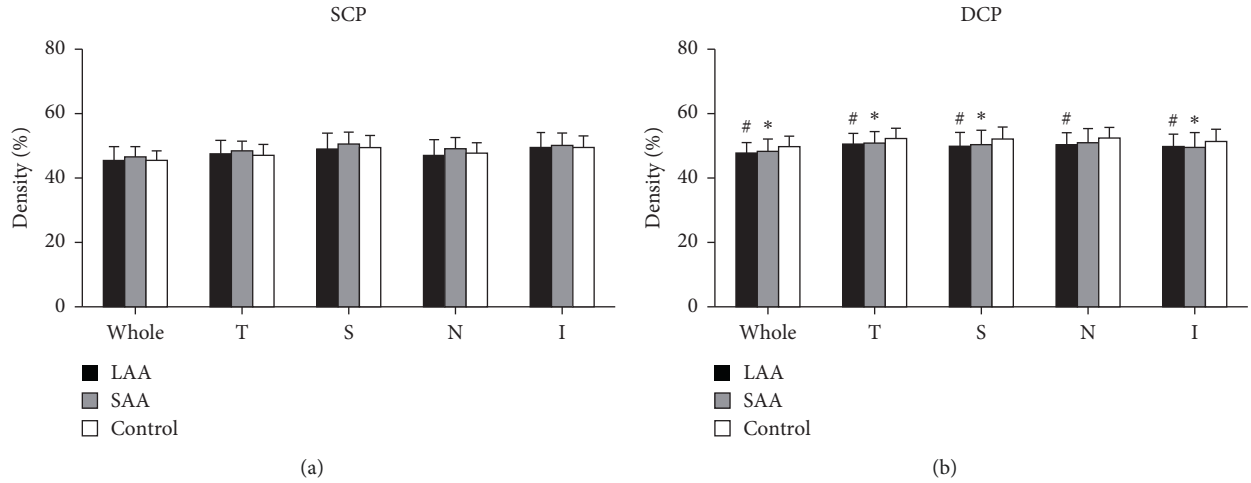 SCP
Density (%)
80
60
40
20
0
Whole T S N I
LAA
SAA
Control
(a)
DCP
Density (%)
80
60
40
20
0
# * # * # * # # *
Whole T S N I
LAA
SAA
Control
(b)